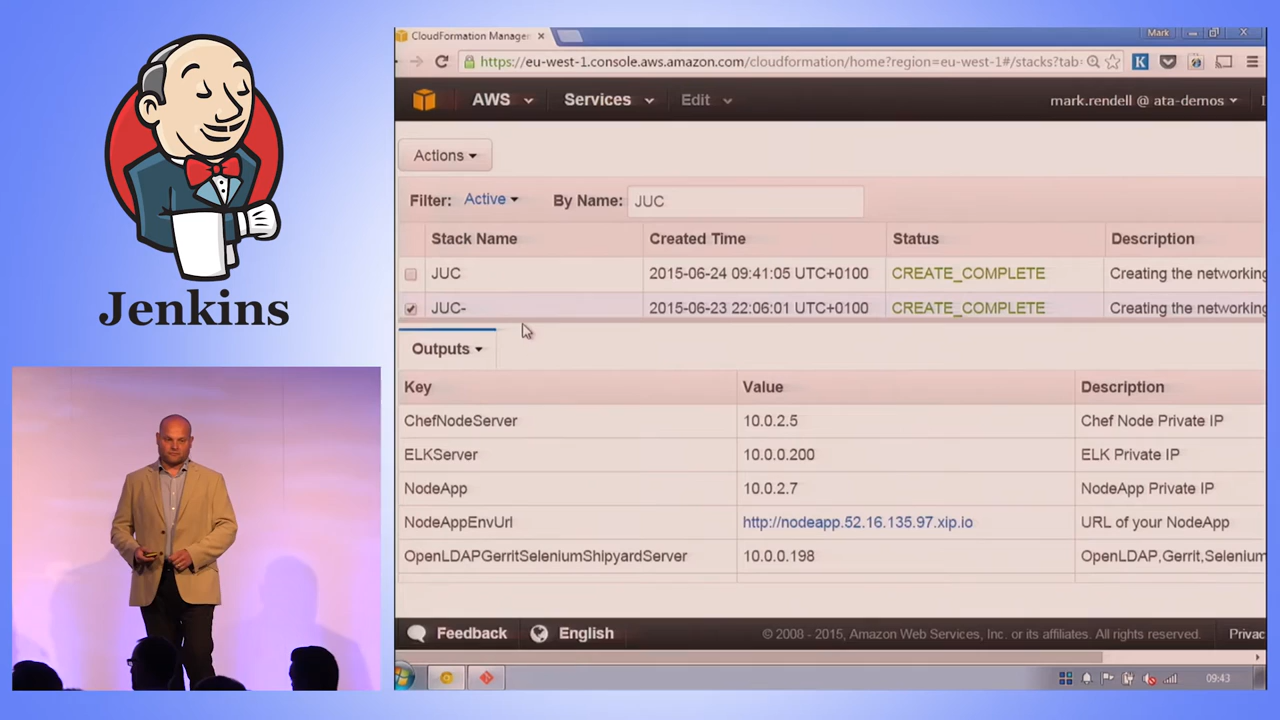 Jenkins
CloudFormation Manager
Mark
https://eu-west-1.console.aws.amazon.com/cloudformation/home?region=eu-west-1#/stacks?tab=
AWS Services Edit mark.rendell @ ata-demos
Actions
Filter: Active By Name: JUC
Stack Name Created Time Status Description
JUC 2015-06-24 09:41:05 UTC+0100 CREATE_COMPLETE Creating the networking
JUC- 2015-06-23 22:06:01 UTC+0100 CREATE_COMPLETE Creating the networking
Outputs
Key Value Description
ChefNodeServer 10.0.2.5 Chef Node Private IP
ELKServer 10.0.0.200 ELK Private IP
NodeApp 10.0.2.7 NodeApp Private IP
NodeAppEnvUrl http://nodeapp.52.16.135.97.xip.io URL of your NodeApp
OpenLDAPGerritSeleniumShipyardServer 10.0.0.198 OpenLDAP,Gerrit,Selenium
Feedback English © 2008 - 2015, Amazon Web Services, Inc. or its affiliates. All rights reserved. Privac
09:43